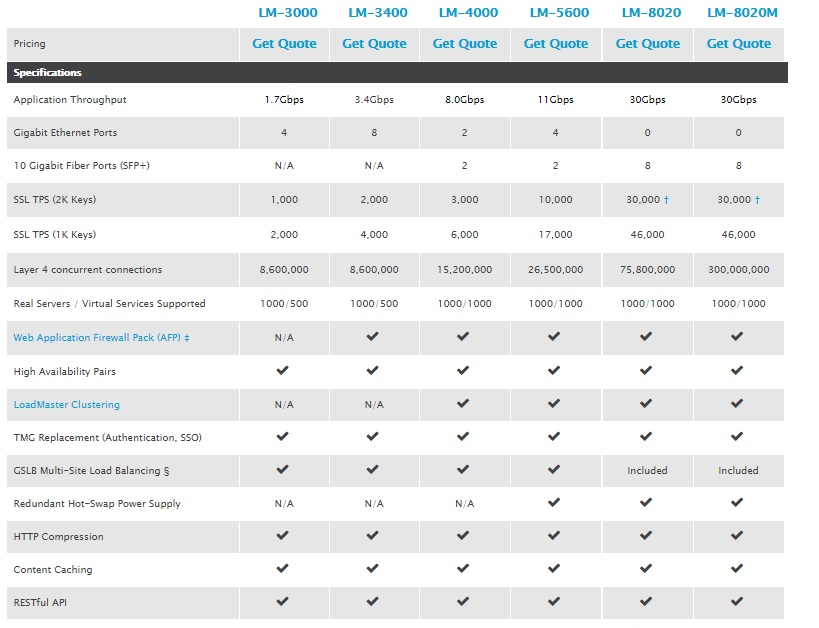 LM-3000 LM-3400 LM-4000 LM-5600 LM-8020 LM-8020M
Pricing Get Quote Get Quote Get Quote Get Quote Get Quote Get Quote
Specifications
Application Throughput 1.7Gbps 3.4Gbps 8.0Gbps 11Gbps 30Gbps 30Gbps
Gigabit Ethernet Ports 4 8 2 4 0 0
10 Gigabit Fiber Ports (SFP+) N/A N/A 2 2 8 8
SSL TPS (2K Keys) 1,000 2,000 3,000 10,000 30,000 † 30,000 †
SSL TPS (1K Keys) 2,000 4,000 6,000 17,000 46,000 46,000
Layer 4 concurrent connections 8,600,000 8,600,000 15,200,000 26,500,000 75,800,000 300,000,000
Real Servers / Virtual Services Supported 1000/500 1000/500 1000/1000 1000/1000 1000/1000 1000/1000
Web Application Firewall Pack (AFP) ‡ N/A ✔ ✔ ✔ ✔ ✔
High Availability Pairs ✔ ✔ ✔ ✔ ✔ ✔
LoadMaster Clustering N/A N/A ✔ ✔ ✔ ✔
TMG Replacement (Authentication, SSO) ✔ ✔ ✔ ✔ ✔ ✔
GSLB Multi-Site Load Balancing § ✔ ✔ ✔ ✔ Included Included
Redundant Hot-Swap Power Supply N/A N/A N/A ✔ ✔ ✔
HTTP Compression ✔ ✔ ✔ ✔ ✔ ✔
Content Caching ✔ ✔ ✔ ✔ ✔ ✔
RESTful API ✔ ✔ ✔ ✔ ✔ ✔